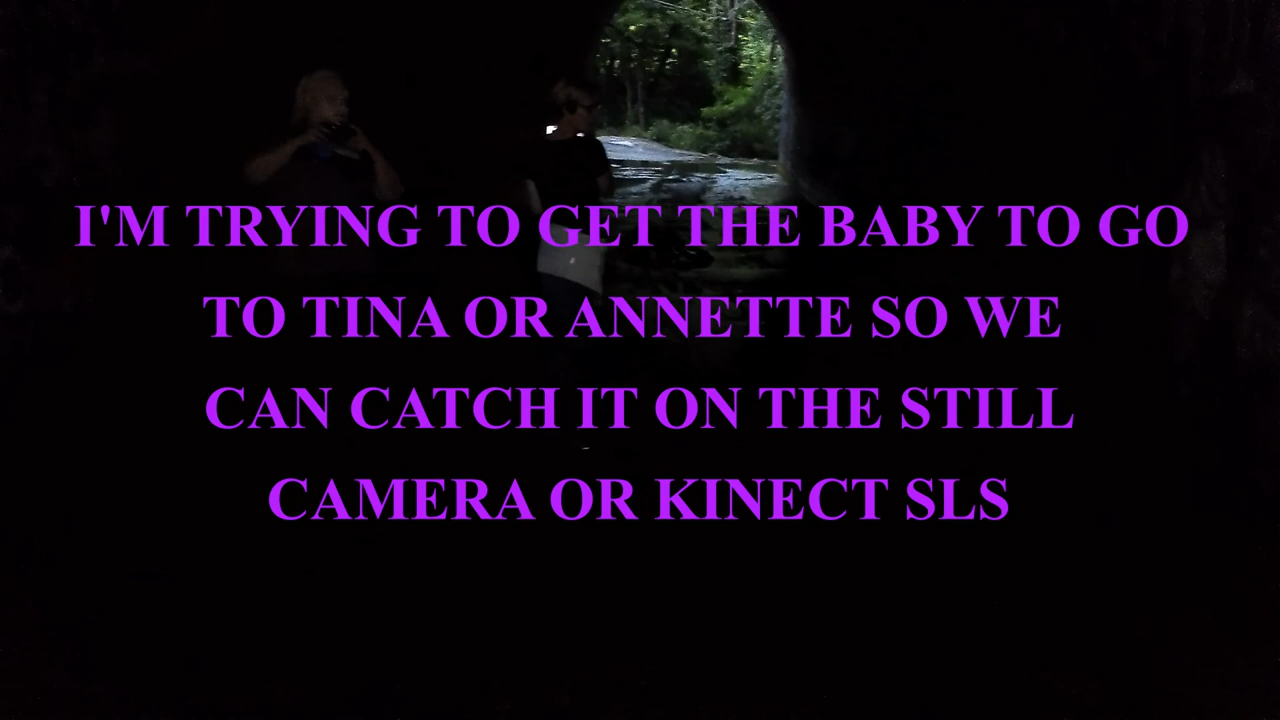 I'M TRYING TO GET THE BABY TO GO
TO TINA OR ANNETTE SO WE
CAN CATCH IT ON THE STILL
CAMERA OR KINECT SLS